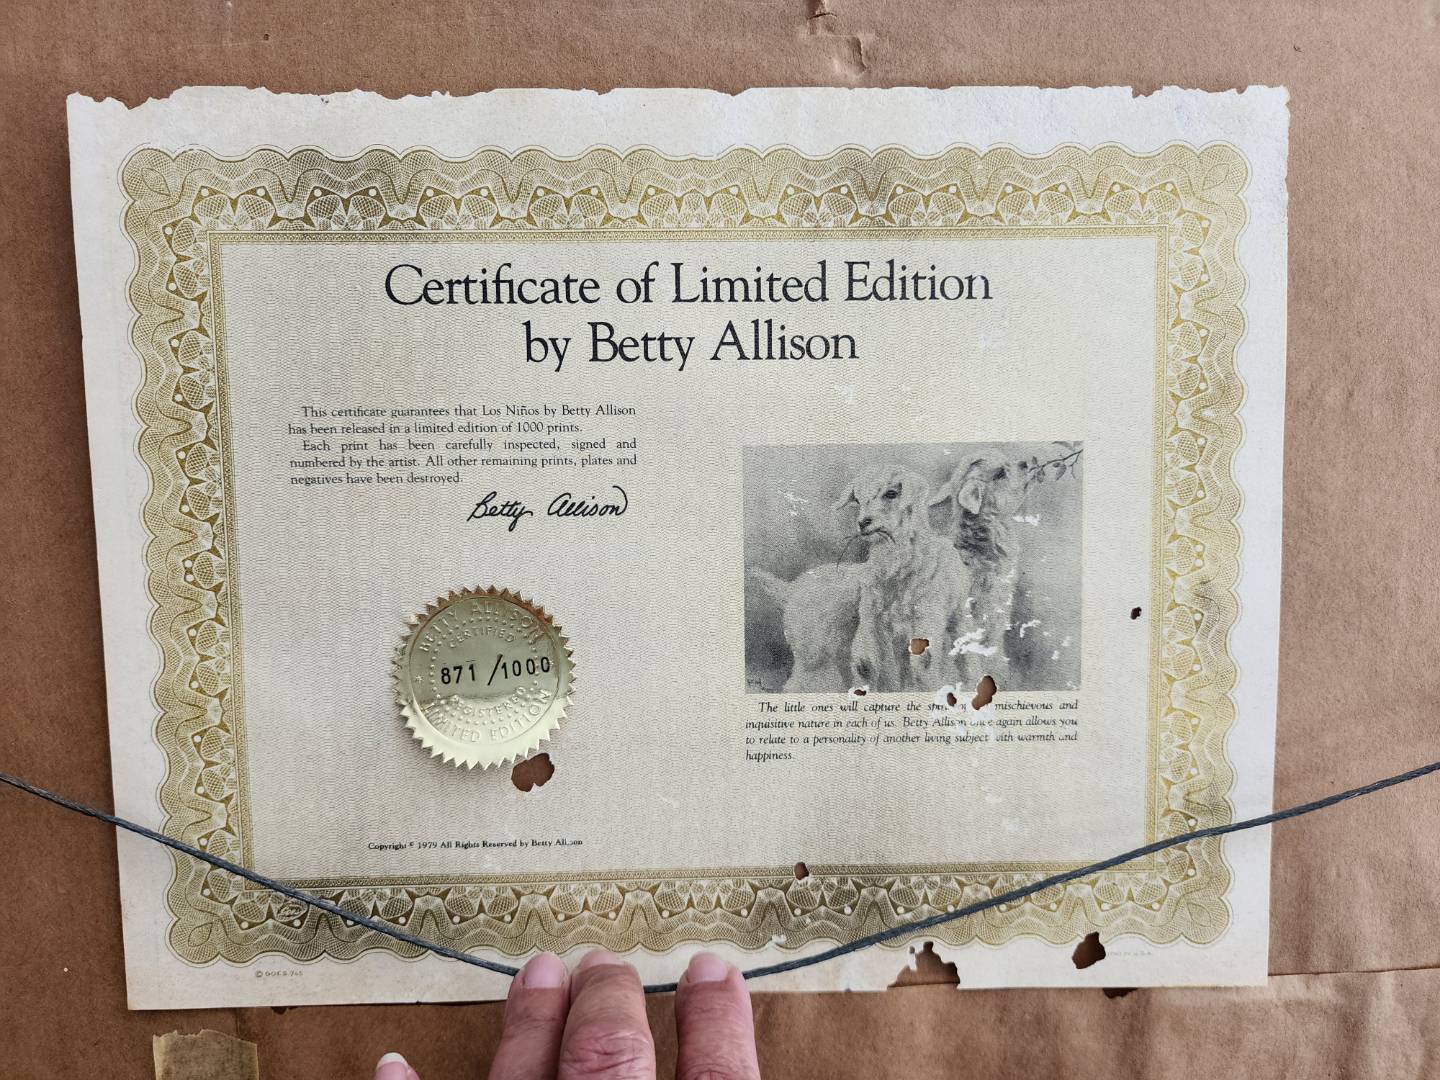 Certificate of Limited Edition
by Betty Allison
This certificate guarantees that Los Niños by Betty Allison
has been released in a limited edition of 1000 prints.
Each print has been carefully inspected, signed and
numbered by the artist. All other remaining prints, plates and
negatives have been destroyed.
Betty Allison
BETTY ALLISON
CERTIFIED
871/1000
REGISTERED
LIMITED EDITION
The little ones will capture the mischievous and
inquisitive nature in each of us. Betty Allison again allows you
to relate to a personality of another living subject with warmth and
happiness.
Copyright © 1979 All Rights Reserved by Betty Allison
© GOES 745